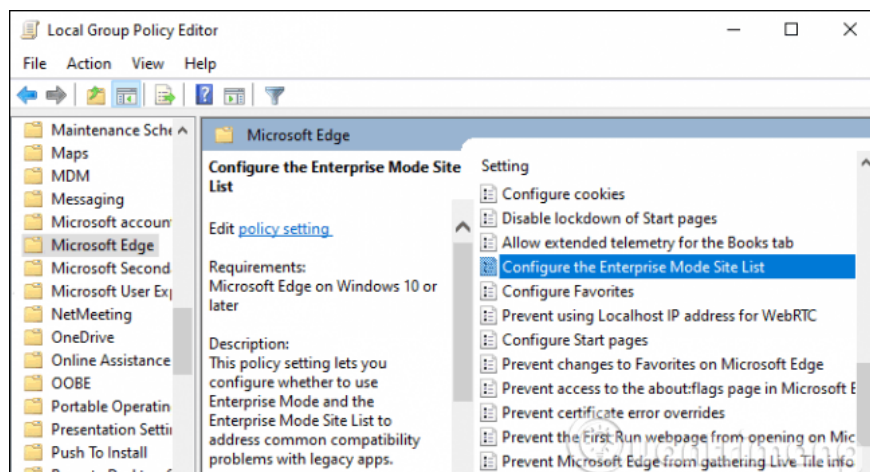 Local Group Policy Editor
File Action View Help
Maintenance Sche
Maps
MDM
Messaging
Microsoft accoun
Microsoft Edge
Microsoft Second
Microsoft User Exp
NetMeeting
OneDrive
Online Assistance
OOBE
Portable Operatin
Presentation Settin
Push To Install
Microsoft Edge
Configure the Enterprise Mode Site
List
Edit policy setting
Requirements:
Microsoft Edge on Windows 10 or
later
Description:
This policy setting lets you
configure whether to use
Enterprise Mode and the
Enterprise Mode Site List to
address common compatibility
problems with legacy apps.
Setting
Configure cookies
Disable lockdown of Start pages
Allow extended telemetry for the Books tab
Configure the Enterprise Mode Site List
Configure Favorites
Prevent using Localhost IP address for WebRTC
Configure Start pages
Prevent changes to Favorites on Microsoft Edge
Prevent access to the about:flags page in Microsoft E
Prevent certificate error overrides
Prevent the First Run webpage from opening on Mic
Prevent Microsoft Edge from gathering Live Tile info